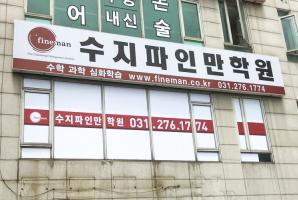 어 내신 술
fineman
수지파인만학원
수학 과학 심화학습 www.fineman.co.kr 031.276.1774
fineman
수지파인만학원 031.276.1774